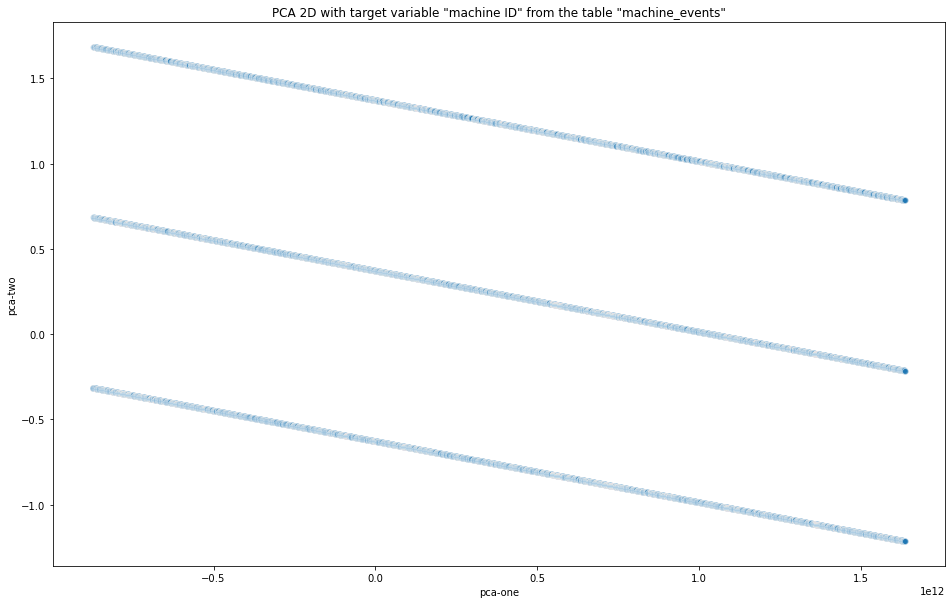 PCA 2D with target variable "machine ID" from the table "machine_events"
1.5
1.0
0.5
0.0
−0.5
−1.0
pca-two
−0.5 0.0 0.5 1.0 1.5
1e12
pca-one